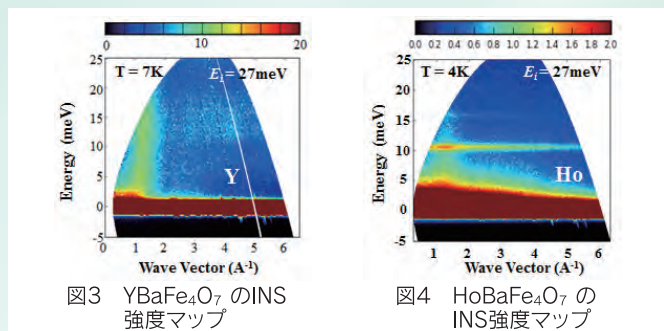 0 10 20
T = 7K Ei = 27meV
Energy (meV)
25
20
15
10
5
0
-5
Y
0 1 2 3 4 5 6
Wave Vector (A-1)
図3 YBaFe4O7 のINS
強度マップ
0.0 0.2 0.4 0.6 0.8 1.0 1.2 1.4 1.6 1.8 2.0
T = 4K Ei = 27meV
Energy (meV)
25
20
15
10
5
0
-5
Ho
1 2 3 4 5 6
Wave Vector (A-1)
図4 HoBaFe4O7 の
INS強度マップ